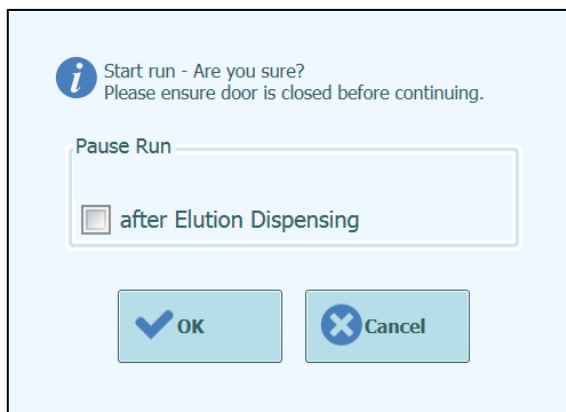 Start run - Are you sure?
Please ensure door is closed before continuing.
Pause Run
after Elution Dispensing
OK
Cancel